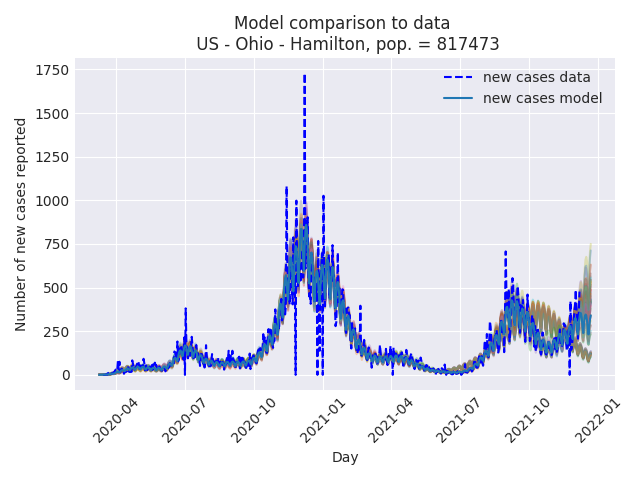 Model comparison to data
US - Ohio - Hamilton, pop. = 817473
new cases data
new cases model
Number of new cases reported
1750
1500
1250
1000
750
500
250
0
2020-04
2020-07
2020-10
2021-01
2021-04
2021-07
2021-10
2022-01
Day